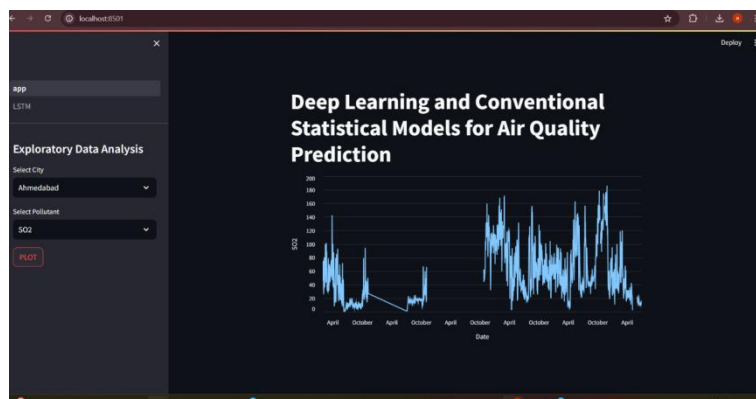 localhost:8501
Deploy
app
LSTM
Exploratory Data Analysis
Select City
Ahmedabad
Select Pollutant
SO2
PLOT
Deep Learning and Conventional
Statistical Models for Air Quality
Prediction
200
180
160
140
120
100
80
60
40
20
0
SO2
April October April October April October April October April October April
Date